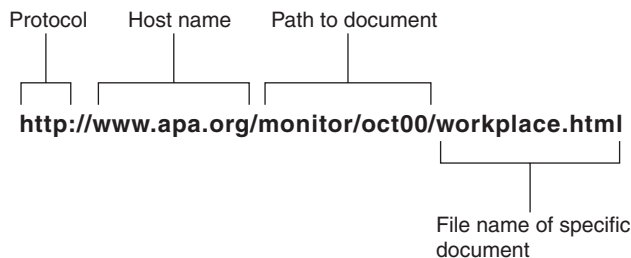 Protocol
Host name
Path to document
http://www.apa.org/monitor/oct00/workplace.html
File name of specific
document